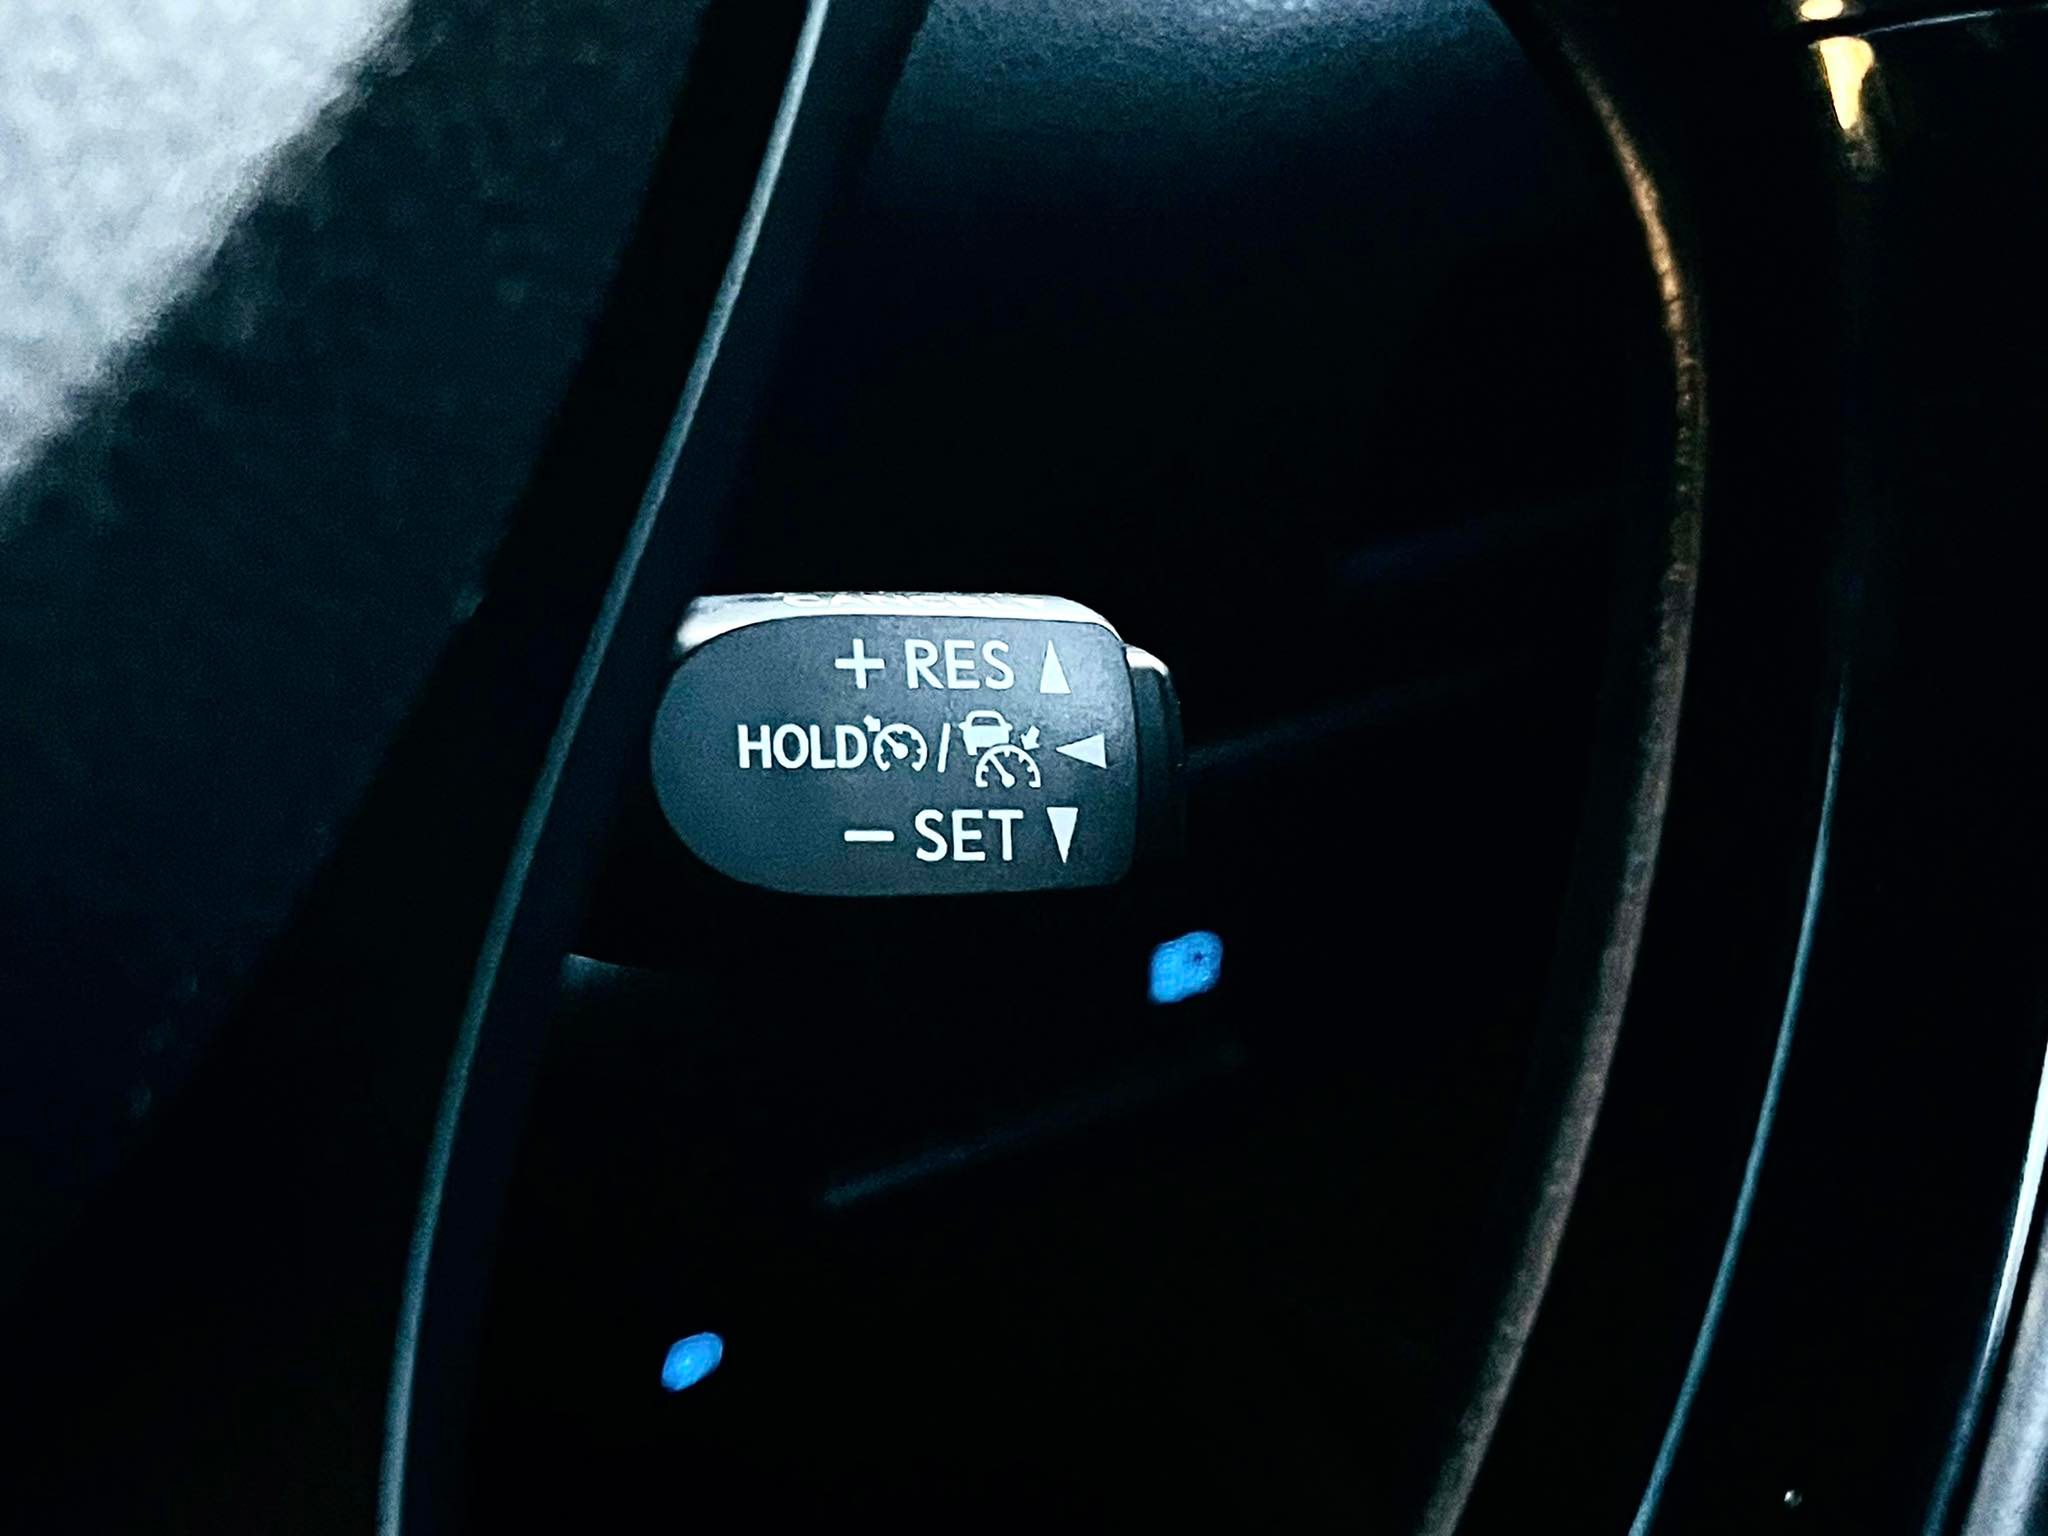 + RES
HOLD /
- SET